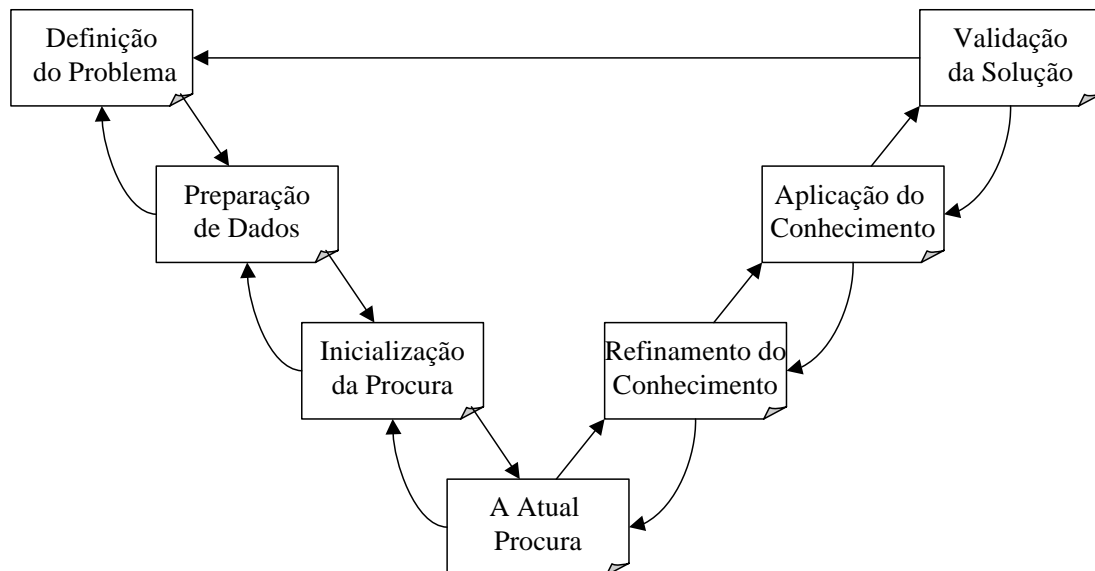 Definição
do Problema
Validação
da Solução
Preparação
de Dados
Aplicação do
Conhecimento
Inicialização
da Procura
Refinamento do
Conhecimento
A Atual
Procura